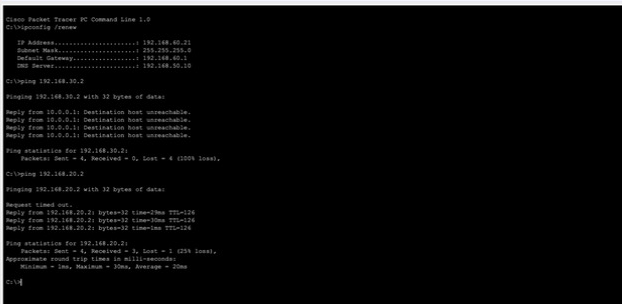 Cisco Packet Tracer PC Command Line 1.0
C:\>ipconfig /renew
IP Address......................: 192.168.60.21
Subnet Mask.....................: 255.255.255.0
Default Gateway.................: 192.168.60.1
DNS Server......................: 192.168.50.10
C:\>ping 192.168.30.2
Pinging 192.168.30.2 with 32 bytes of data:
Reply from 10.0.0.1: Destination host unreachable.
Reply from 10.0.0.1: Destination host unreachable.
Reply from 10.0.0.1: Destination host unreachable.
Reply from 10.0.0.1: Destination host unreachable.
Ping statistics for 192.168.30.2:
Packets: Sent = 4, Received = 0, Lost = 4 (100% loss),
C:\>ping 192.168.20.2
Pinging 192.168.20.2 with 32 bytes of data:
Request timed out.
Reply from 192.168.20.2: bytes=32 time=29ms TTL=126
Reply from 192.168.20.2: bytes=32 time=30ms TTL=126
Reply from 192.168.20.2: bytes=32 time=1ms TTL=126
Ping statistics for 192.168.20.2:
Packets: Sent = 4, Received = 3, Lost = 1 (25% loss),
Approximate round trip times in milli-seconds:
Minimum = 1ms, Maximum = 30ms, Average = 20ms
C:\>